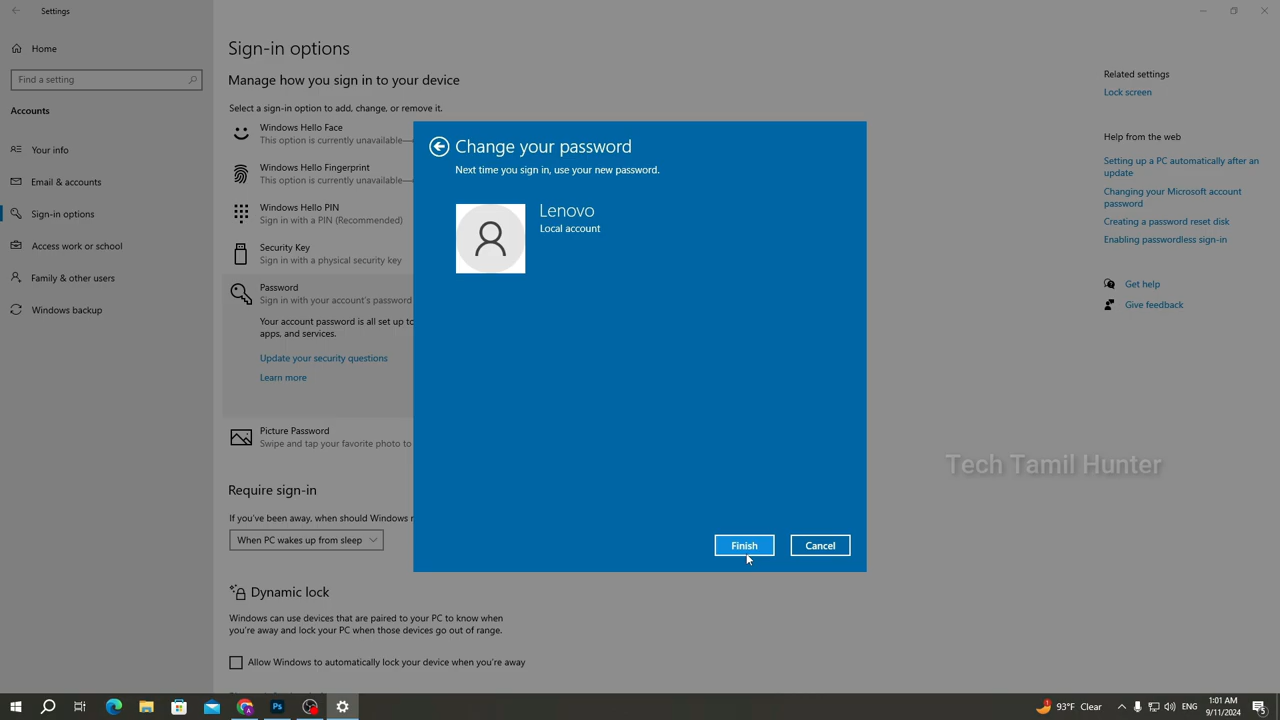 Settings
Home
Find a setting
Accounts
Your info
Email & accounts
Sign-in options
Access work or school
Family & other users
Windows backup
Sign-in options
Manage how you sign in to your device
Select a sign-in option to add, change, or remove it.
Windows Hello Face
This option is currently unavailable—
Windows Hello Fingerprint
This option is currently unavailable—
Windows Hello PIN
Sign in with a PIN (Recommended)
Security Key
Sign in with a physical security key
Password
Sign in with your account's password
Your account password is all set up to
apps, and services.
Update your security questions
Learn more
Picture Password
Swipe and tap your favorite photo to
Require sign-in
If you've been away, when should Windows
When PC wakes up from sleep
Dynamic lock
Windows can use devices that are paired to your PC to know when
you're away and lock your PC when those devices go out of range.
Allow Windows to automatically lock your device when you're away
Change your password
Next time you sign in, use your new password.
Lenovo
Local account
Finish
Cancel
Related settings
Lock screen
Help from the web
Setting up a PC automatically after an
update
Changing your Microsoft account
password
Creating a password reset disk
Enabling passwordless sign-in
Get help
Give feedback
Tech Tamil Hunter
Ps
93°F Clear
ENG
1:01 AM
9/11/2024